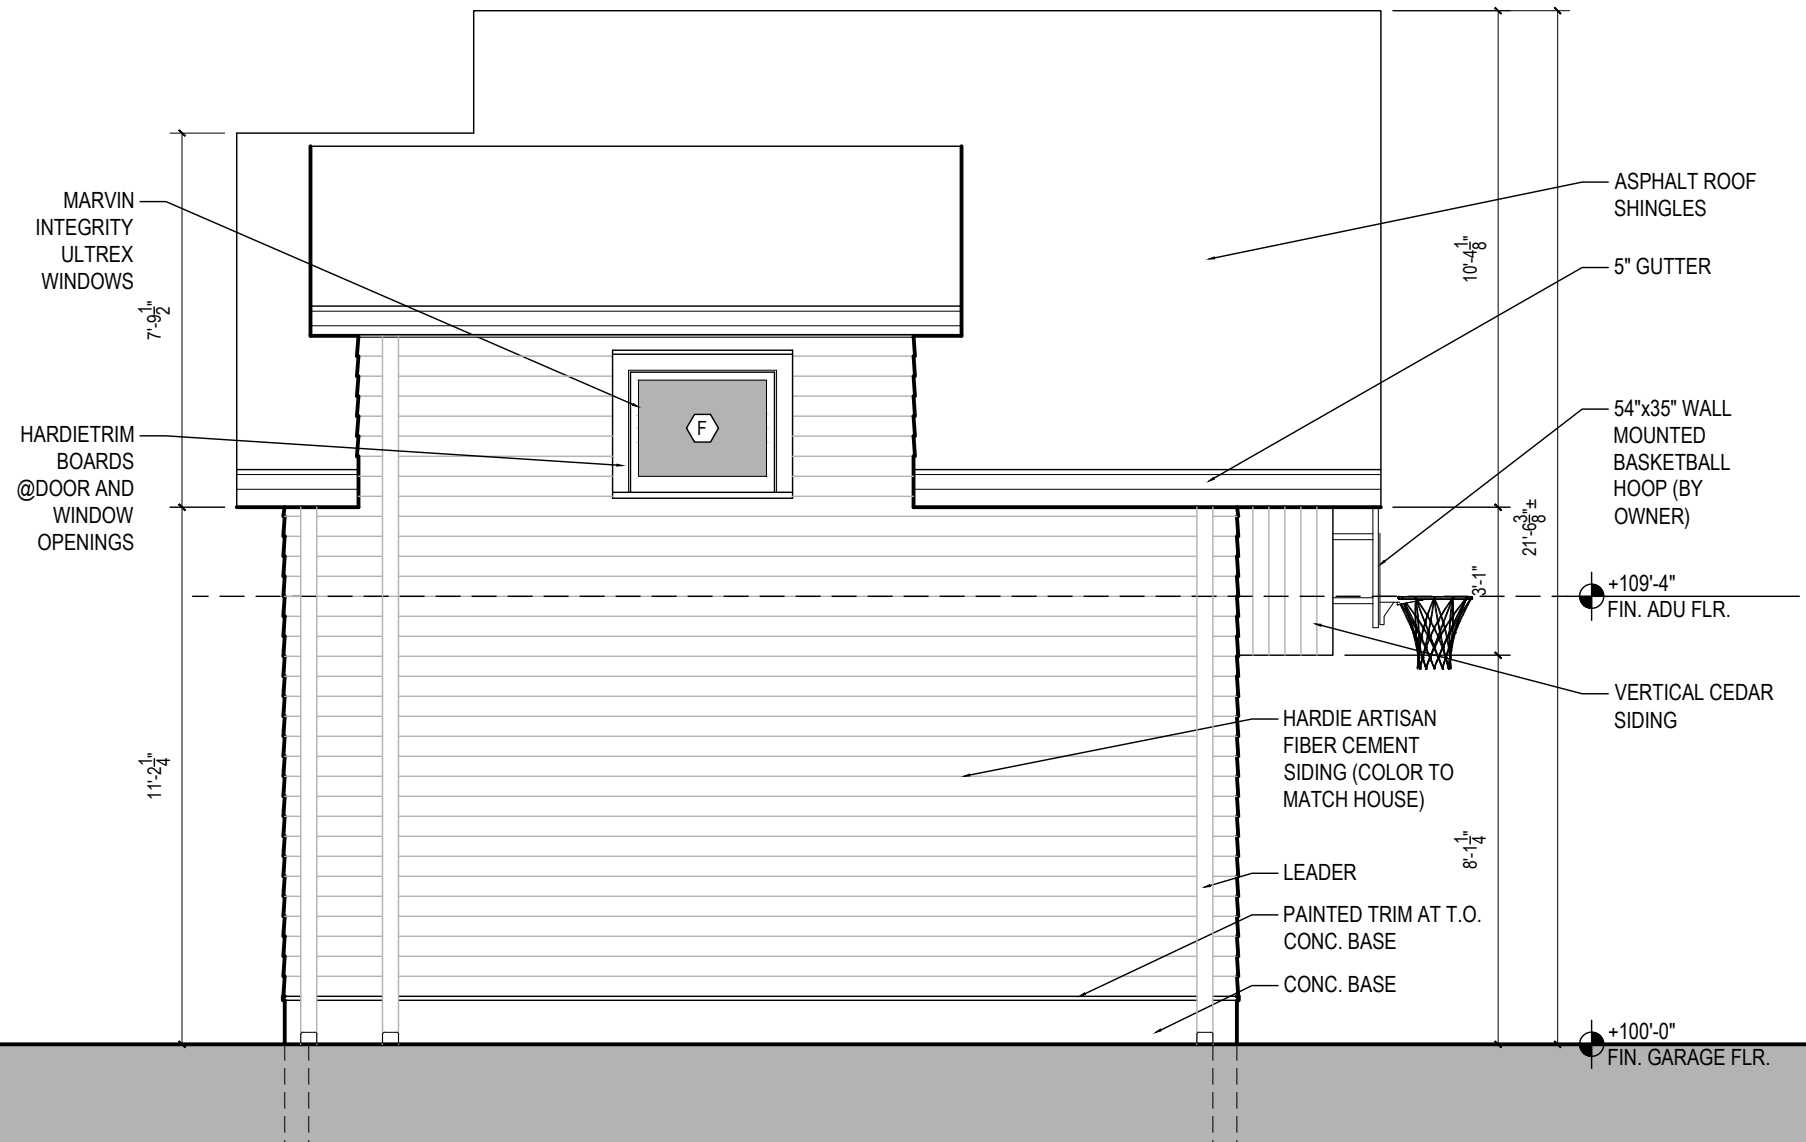 MARVIN
INTEGRITY
ULTREX
WINDOWS
7'-9 1/2"
HARDIETRIM
BOARDS
@DOOR AND
WINDOW
OPENINGS
11'-2 1/4"
F
ASPHALT ROOF
SHINGLES
10'-4 1/8"
5" GUTTER
54"x35" WALL
MOUNTED
BASKETBALL
HOOP (BY
OWNER)
21'-6 3/8"±
3'-1"
+109'-4"
FIN. ADU FLR.
VERTICAL CEDAR
SIDING
HARDIE ARTISAN
FIBER CEMENT
SIDING (COLOR TO
MATCH HOUSE)
8'-1 1/4"
LEADER
PAINTED TRIM AT T.O.
CONC. BASE
CONC. BASE
+100'-0"
FIN. GARAGE FLR.